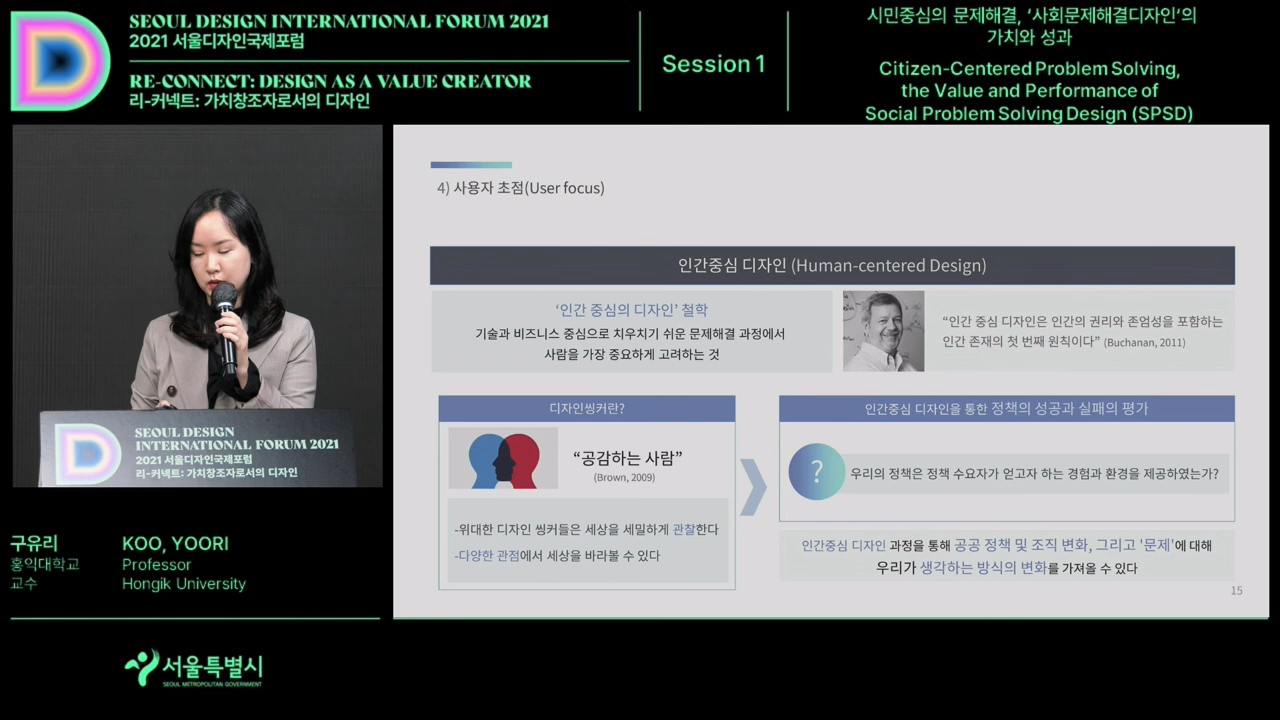 SEOUL DESIGN INTERNATIONAL FORUM 2021
2021 서울디자인국제포럼
RE-CONNECT: DESIGN AS A VALUE CREATOR
리-커넥트: 가치창조자로서의 디자인
Session 1
시민중심의 문제해결, '사회문제해결디자인'의
가치와 성과
Citizen-Centered Problem Solving,
the Value and Performance of
Social Problem Solving Design (SPSD)
4) 사용자 초점(User focus)
인간중심 디자인 (Human-centered Design)
'인간 중심의 디자인' 철학
기술과 비즈니스 중심으로 치우치기 쉬운 문제해결 과정에서
사람을 가장 중요하게 고려하는 것
“인간 중심 디자인은 인간의 권리와 존엄성을 포함하는
인간 존재의 첫 번째 원칙이다” (Buchanan, 2011)
디자인씽커란?
“공감하는 사람”
(Brown, 2009)
-위대한 디자인 씽커들은 세상을 세밀하게 관찰한다
-다양한 관점에서 세상을 바라볼 수 있다
인간중심 디자인을 통한 정책의 성공과 실패의 평가
?
우리의 정책은 정책 수요자가 얻고자 하는 경험과 환경을 제공하였는가?
인간중심 디자인 과정을 통해 공공 정책 및 조직 변화, 그리고 '문제'에 대해
우리가 생각하는 방식의 변화를 가져올 수 있다
15
SEOUL DESIGN
INTERNATIONAL FORUM 2021
2021 서울디자인국제포럼
리-커넥트: 가치창조자로서의 디자인
구유리
홍익대학교
교수
KOO, YOORI
Professor
Hongik University
서울특별시
SEOUL METROPOLITAN GOVERNMENT